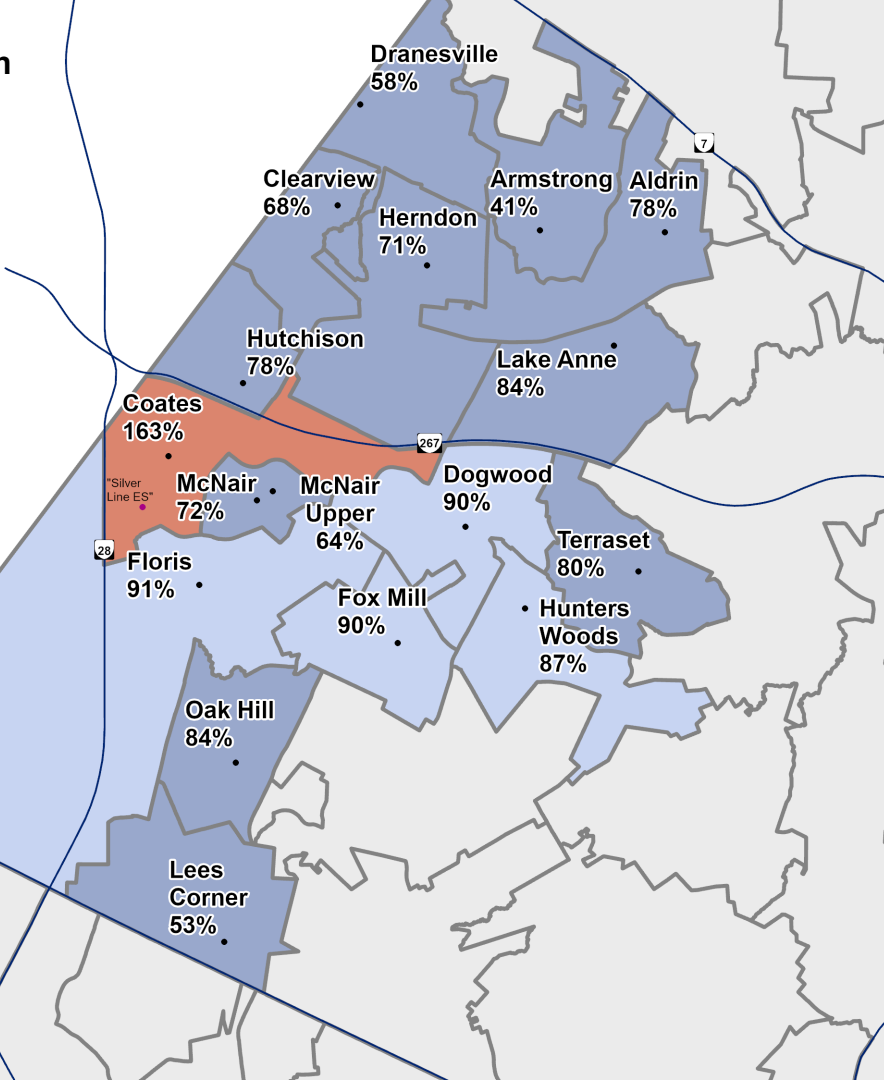 n
Dranesville
58%
7
Clearview
68%
Armstrong
41%
Aldrin
78%
Herndon
71%
Hutchison
78%
Lake Anne
84%
Coates
163%
267
"Silver
Line ES"
McNair
72%
McNair
Upper
64%
Dogwood
90%
28
Floris
91%
Terraset
80%
Fox Mill
90%
Hunters
Woods
87%
Oak Hill
84%
Lees
Corner
53%